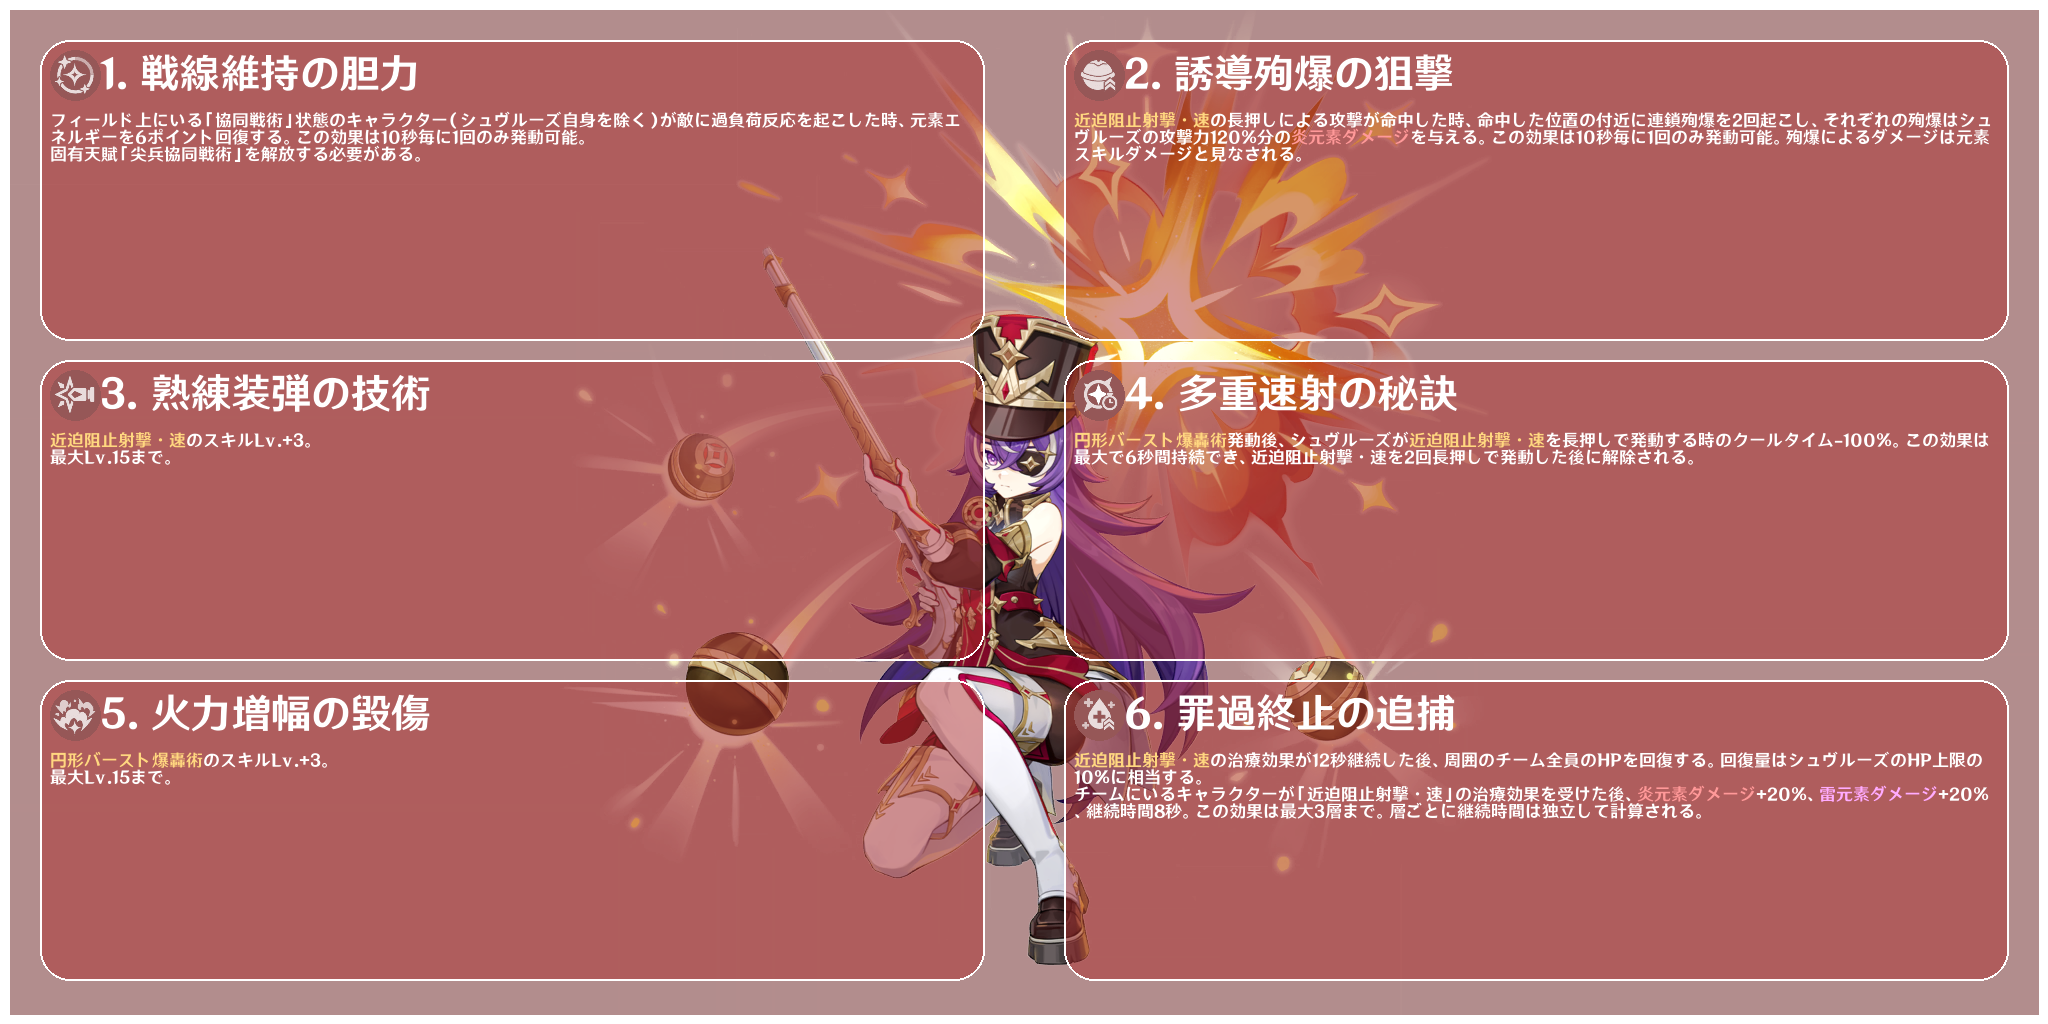 1. 戦線維持の胆力
フィールド上にいる「協同戦術」状態のキャラクター(シュヴルーズ自身を除く)が敵に過負荷反応を起こした時、元素エ
ネルギーを6ポイント回復する。この効果は10秒毎に1回のみ発動可能。
固有天賦「尖兵協同戦術」を解放する必要がある。
2. 誘導殉爆の狙撃
近迫阻止射撃・速の長押しによる攻撃が命中した時、命中した位置の付近に連鎖殉爆を2回起こし、それぞれの殉爆はシュ
ヴルーズの攻撃力120%分の炎元素ダメージを与える。この効果は10秒毎に1回のみ発動可能。殉爆によるダメージは元素
スキルダメージと見なされる。
3. 熟練装弾の技術
近迫阻止射撃・速のスキルLv.+3。
最大Lv.15まで。
4. 多重速射の秘訣
円形バースト爆轟術発動後、シュヴルーズが近迫阻止射撃・速を長押しで発動する時のクールタイム-100%。この効果は
最大で6秒間持続でき、近迫阻止射撃・速を2回長押しで発動した後に解除される。
5. 火力増幅の毀傷
円形バースト爆轟術のスキルLv.+3。
最大Lv.15まで。
6. 罪過終止の追捕
近迫阻止射撃・速の治療効果が12秒継続した後、周囲のチーム全員のHPを回復する。回復量はシュヴルーズのHP上限の
10%に相当する。
チームにいるキャラクターが「近迫阻止射撃・速」の治療効果を受けた後、炎元素ダメージ+20%、雷元素ダメージ+20%
、継続時間8秒。この効果は最大3層まで。層ごとに継続時間は独立して計算される。